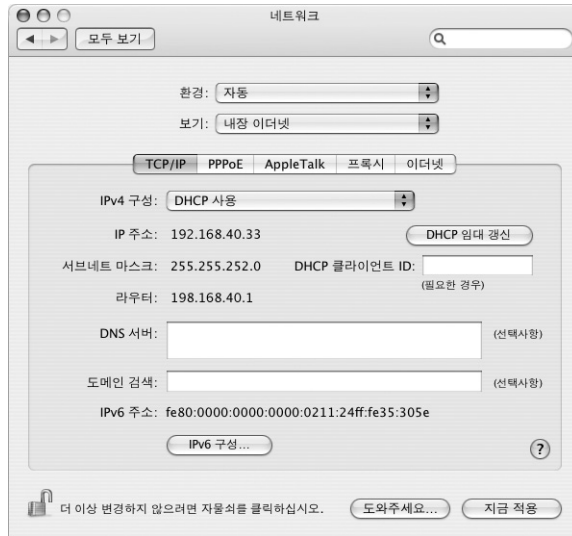 네트워크
모두 보기
환경: 자동
보기: 내장 이더넷
TCP/IP PPPoE AppleTalk 프록시 이더넷
IPv4 구성: DHCP 사용
IP 주소: 192.168.40.33 DHCP 임대 갱신
서브네트 마스크: 255.255.252.0 DHCP 클라이언트 ID:
(필요한 경우)
라우터: 198.168.40.1
DNS 서버: (선택사항)
도메인 검색: (선택사항)
IPv6 주소: fe80:0000:0000:0000:0211:24ff:fe35:305e
IPv6 구성... ?
더 이상 변경하지 않으려면 자물쇠를 클릭하십시오. 도와주세요... 지금 적용